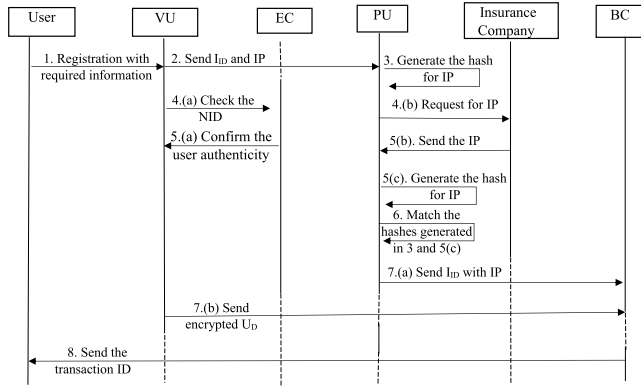 User
VU
EC
PU
Insurance
Company
BC
1. Registration with
required information
2. Send I_ID and IP
3. Generate the hash
for IP
4.(a) Check the
NID
4.(b) Request for IP
5.(a) Confirm the
user authenticity
5(b). Send the IP
5(c). Generate the hash
for IP
6. Match the
hashes generated
in 3 and 5(c)
7.(a) Send I_ID with IP
7.(b) Send
encrypted U_D
8. Send the
transaction ID